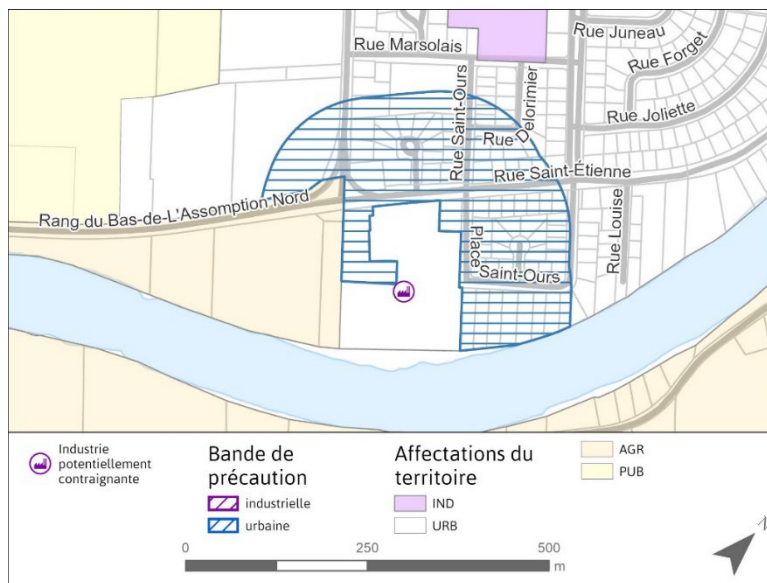 Rue Marsolais
Rue Juneau
Rue Forget
Rue Saint-Ours
Rue Delorimier
Rue Joliette
Rue Saint-Étienne
Rang du Bas-de-L'Assomption Nord
Place
Saint-Ours
Rue Louise
Industrie
potentiellement
contraignante
Bande de
précaution
industrielle
urbaine
Affectations du
territoire
IND
URB
AGR
PUB
0
250
500
m
N